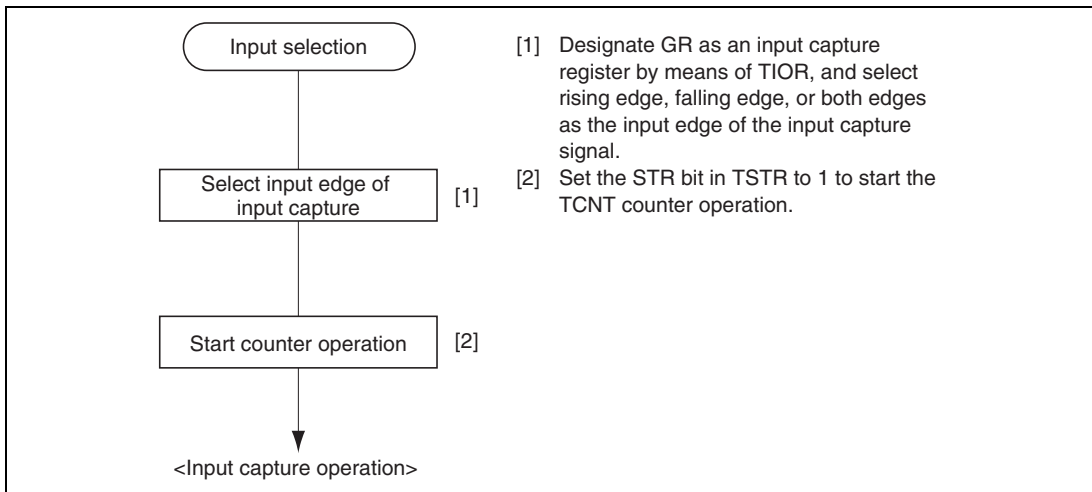 Input selection
Select input edge of
input capture
[1]
Start counter operation
[2]
<Input capture operation>
[1] Designate GR as an input capture
register by means of TIOR, and select
rising edge, falling edge, or both edges
as the input edge of the input capture
signal.
[2] Set the STR bit in TSTR to 1 to start the
TCNT counter operation.